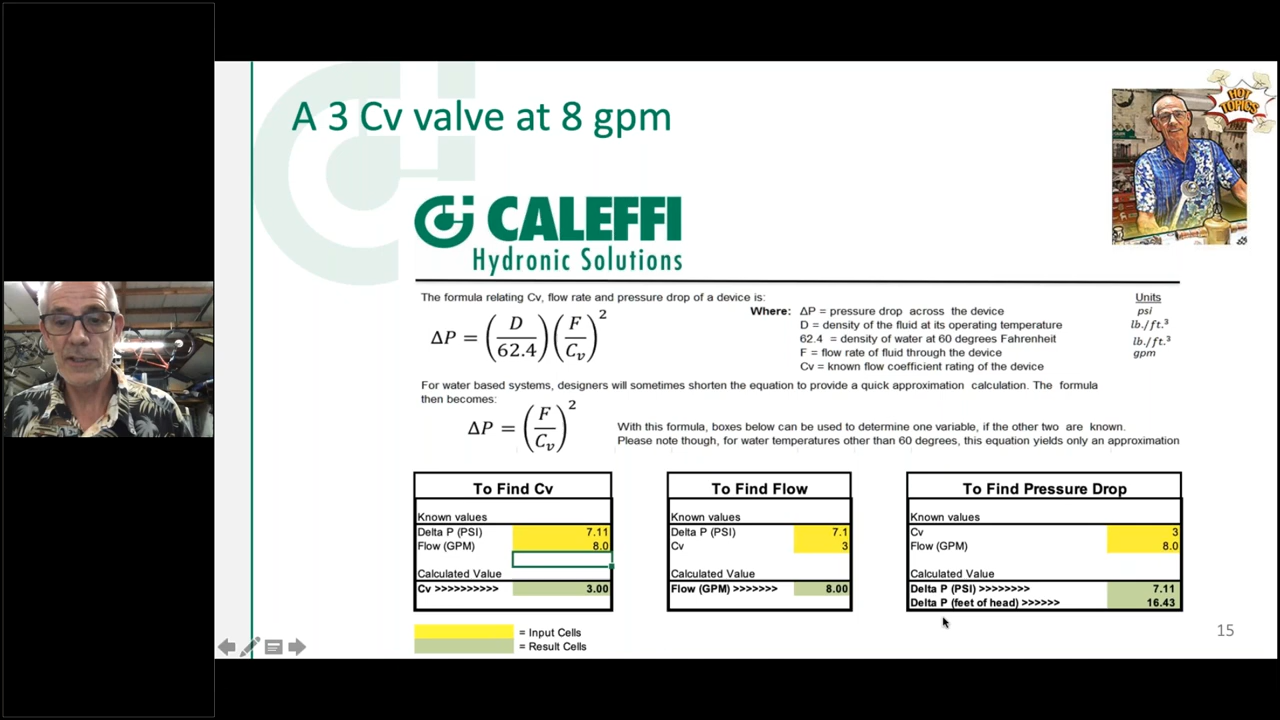 A 3 Cv valve at 8 gpm
HOT
TOPICS
CALEFFI
Hydronic Solutions
The formula relating Cv, flow rate and pressure drop of a device is:
ΔP = (D/62.4)(F/Cv)²
Where: ΔP = pressure drop across the device
D = density of the fluid at its operating temperature
62.4 = density of water at 60 degrees Fahrenheit
F = flow rate of fluid through the device
Cv = known flow coefficient rating of the device
Units
psi
lb./ft.³
lb./ft.³
gpm
For water based systems, designers will sometimes shorten the equation to provide a quick approximation calculation. The formula
then becomes:
ΔP = (F/Cv)²
With this formula, boxes below can be used to determine one variable, if the other two are known.
Please note though, for water temperatures other than 60 degrees, this equation yields only an approximation
To Find Cv
Known values
Delta P (PSI) 7.11
Flow (GPM) 8.0
Calculated Value
Cv >>>>>>>>>> 3.00
To Find Flow
Known values
Delta P (PSI) 7.1
Cv 3
Calculated Value
Flow (GPM) >>>>>>> 8.00
To Find Pressure Drop
Known values
Cv 3
Flow (GPM) 8.0
Calculated Value
Delta P (PSI) >>>>>>>> 7.11
Delta P (feet of head) >>>>>> 16.43
= Input Cells
= Result Cells
15